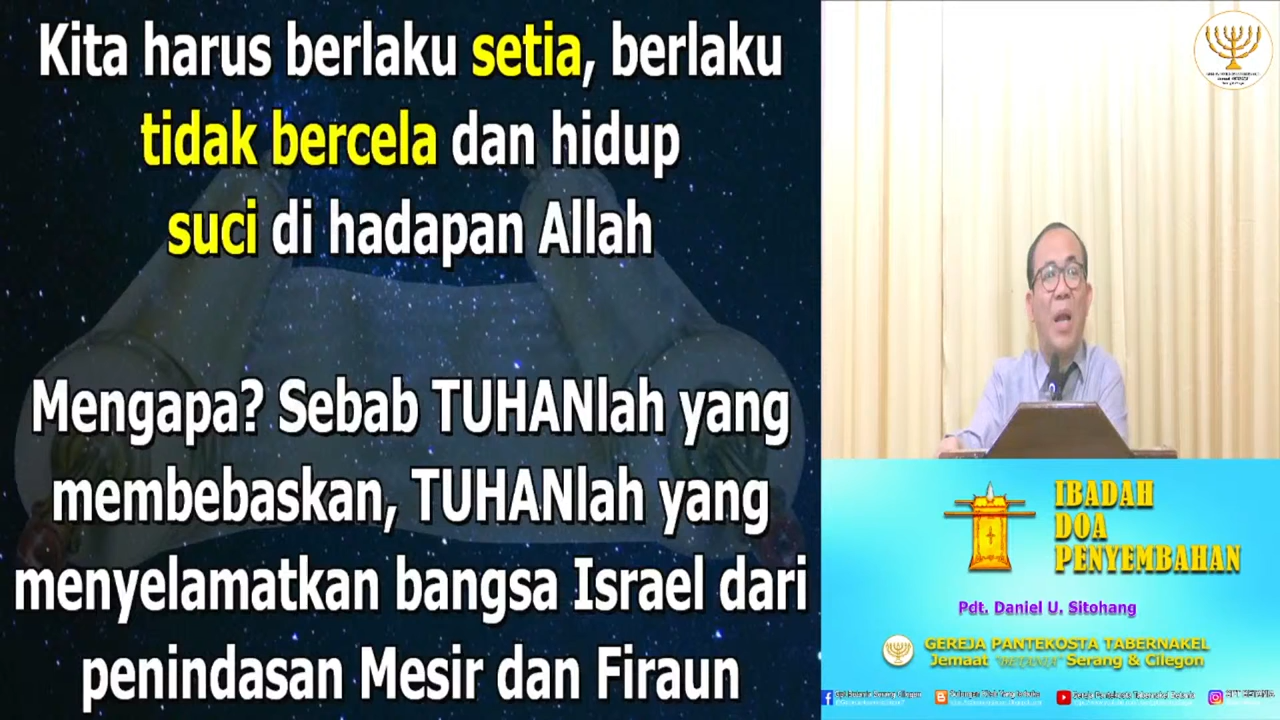 Kita harus berlaku setia, berlaku
tidak bercela dan hidup
suci di hadapan Allah
Mengapa? Sebab TUHANlah yang
membebaskan, TUHANlah yang
menyelamatkan bangsa Israel dari
penindasan Mesir dan Firaun
IBADAH
DOA
PENYEMBAHAN
Pdt. Daniel U. Sitohang
GEREJA PANTEKOSTA TABERNAKEL
Jemaat "BETANIA" Serang & Cilegon